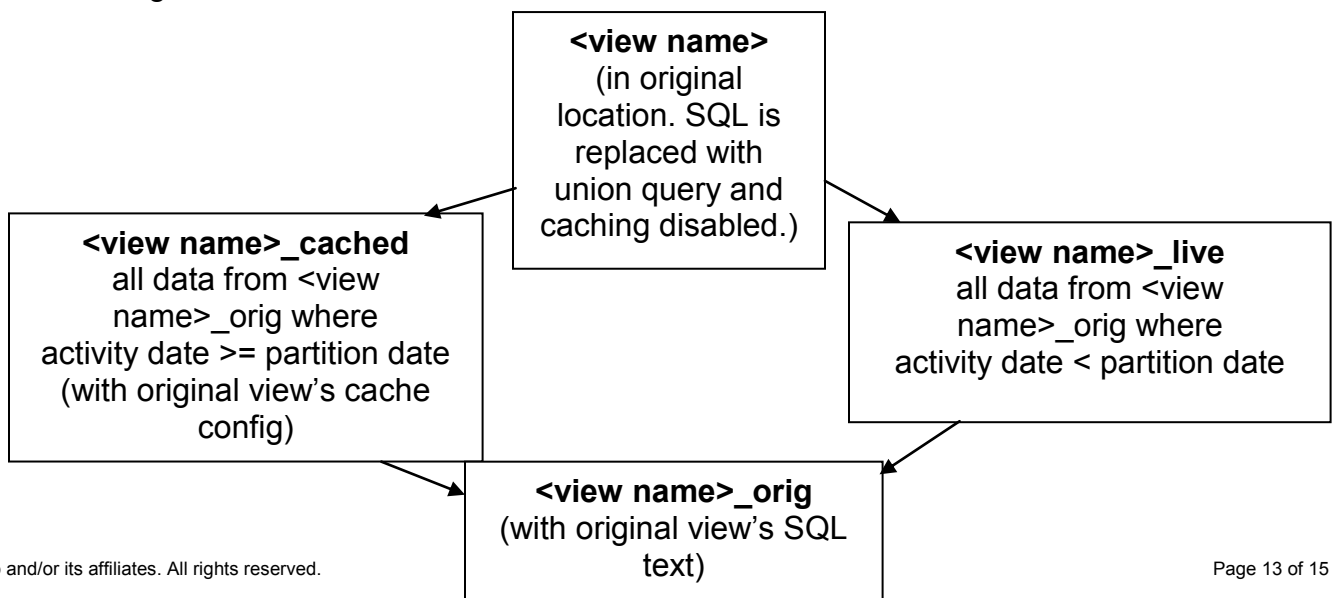 <view name>
(in original
location. SQL is
replaced with
union query and
caching disabled.)
<view name>_cached
all data from <view
name>_orig where
activity date >= partition date
(with original view's cache
config)
<view name>_live
all data from <view
name>_orig where
activity date < partition date
<view name>_orig
(with original view's SQL
text)
and/or its affiliates. All rights reserved.
Page 13 of 15